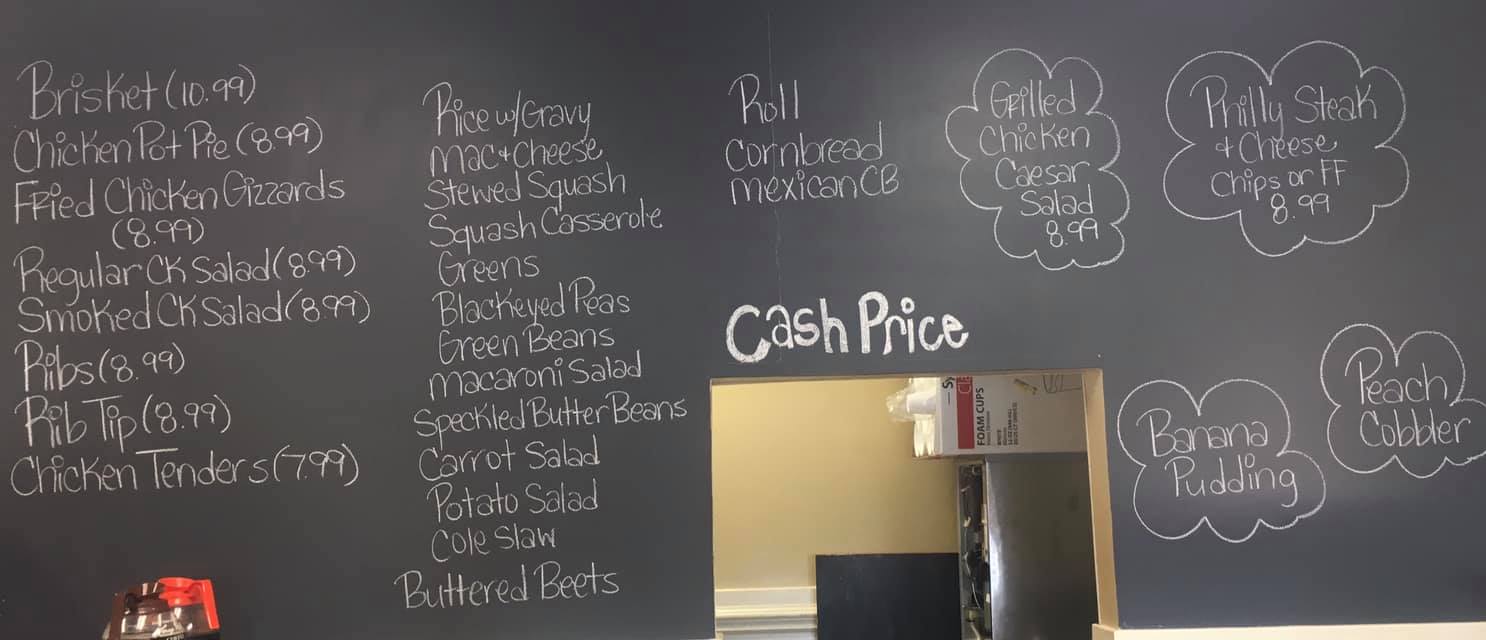 Brisket (10.99)
Chicken Pot Pie (8.99)
Fried Chicken Gizzards
(8.99)
Regular CK Salad (8.99)
Smoked CK Salad (8.99)
Ribs (8.99)
Rib Tip (8.99)
Chicken Tenders (7.99)
Rice w/Gravy
Mac + Cheese
Stewed Squash
Squash Casserole
Greens
Blackeyed Peas
Green Beans
Macaroni Salad
Speckled Butter Beans
Carrot Salad
Potato Salad
Cole Slaw
Buttered Beets
Roll
Cornbread
Mexican CB
Grilled
Chicken
Caesar
Salad
8.99
Philly Steak
+ Cheese
Chips or FF
8.99
Cash Price
Banana
Pudding
Peach
Cobbler
FOAM CUPS